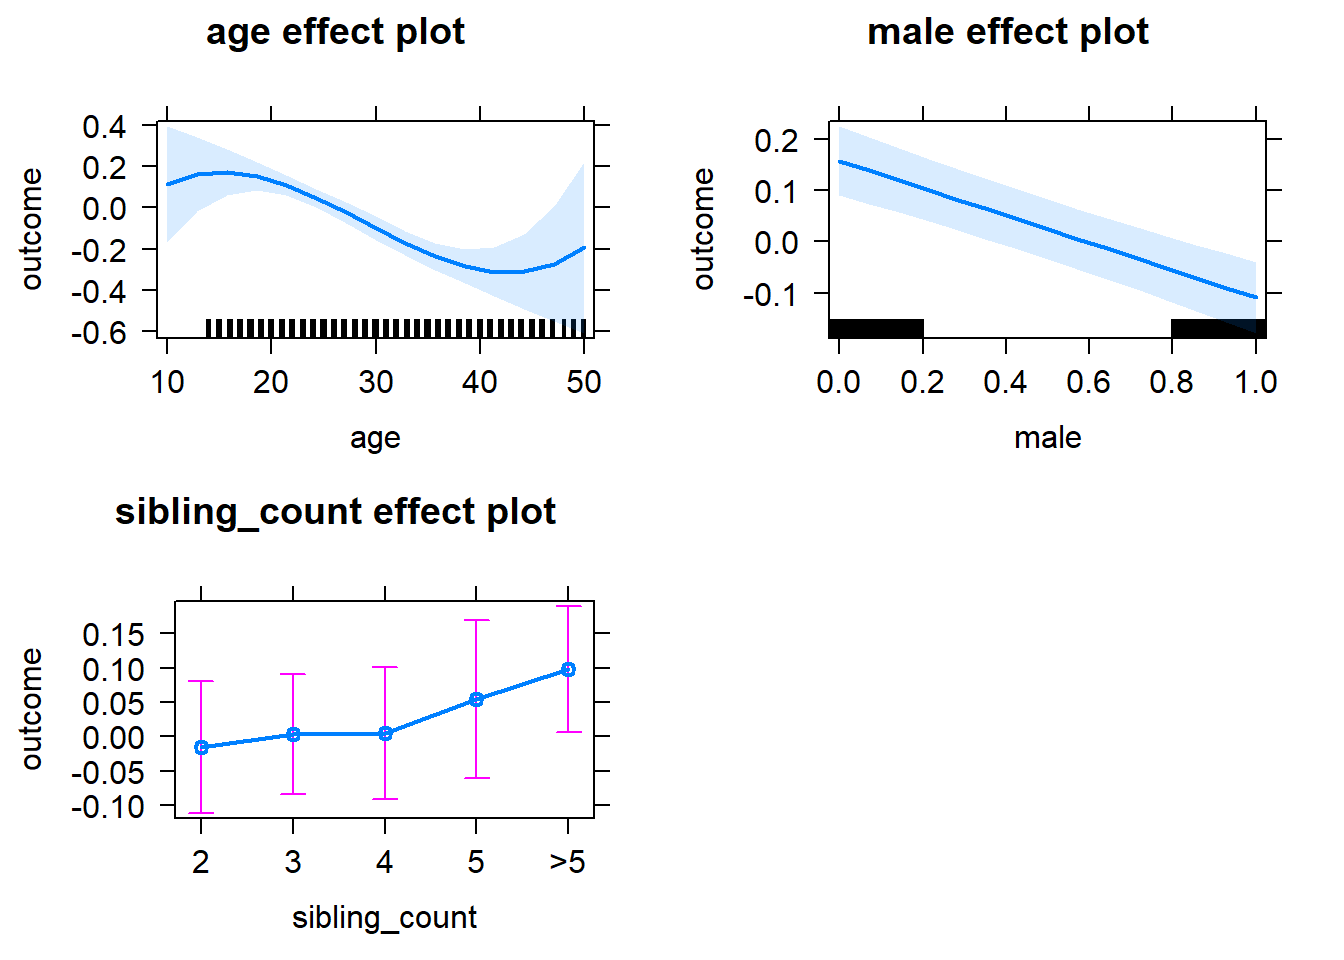 age effect plot
outcome
0.4
0.2
0.0
-0.2
-0.4
-0.6
10 20 30 40 50
age
male effect plot
outcome
0.2
0.1
0.0
-0.1
0.0 0.2 0.4 0.6 0.8 1.0
male
sibling_count effect plot
outcome
0.15
0.10
0.05
0.00
-0.05
-0.10
2 3 4 5 >5
sibling_count